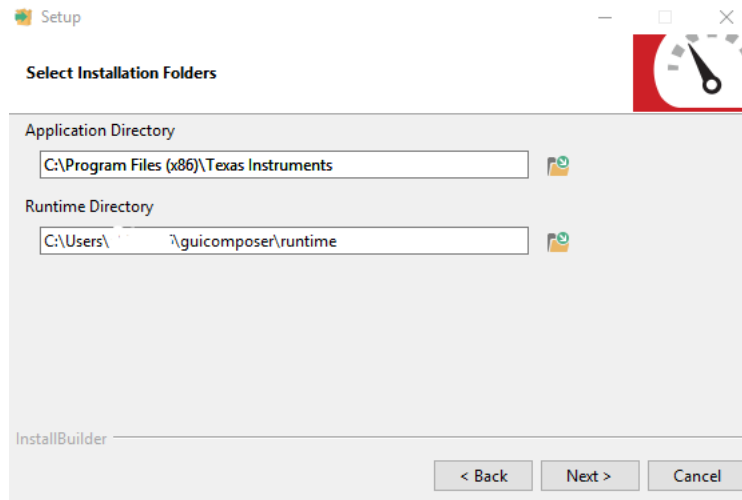 Setup
Select Installation Folders
Application Directory
C:\Program Files (x86)\Texas Instruments
Runtime Directory
C:\Users\ \guicomposer\runtime
InstallBuilder
< Back Next > Cancel